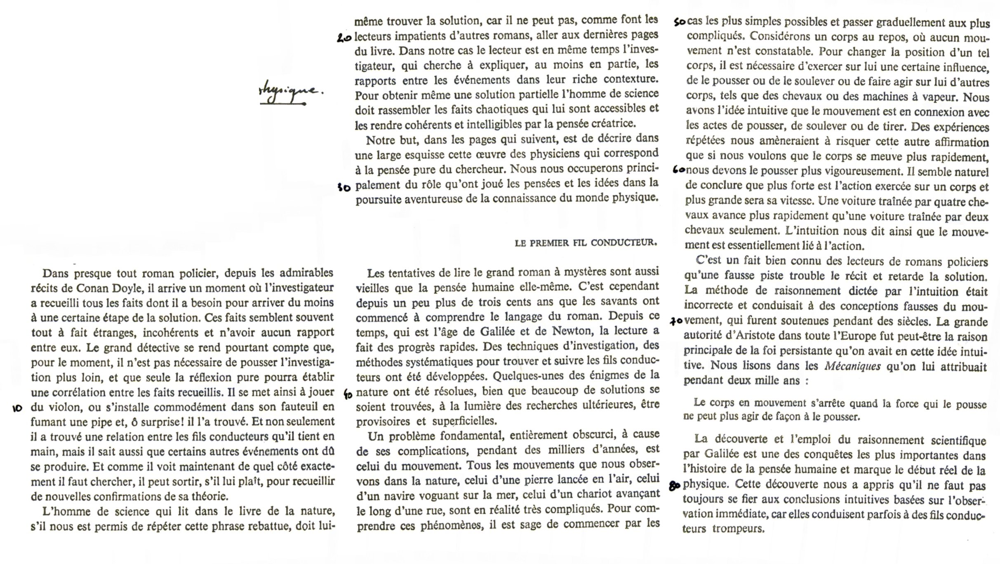 physique.
Dans presque tout roman policier, depuis les admirables
récits de Conan Doyle, il arrive un moment où l'investigateur
a recueilli tous les faits dont il a besoin pour arriver du moins
à une certaine étape de la solution. Ces faits semblent souvent
tout à fait étranges, incohérents et n'avoir aucun rapport
entre eux. Le grand détective se rend pourtant compte que,
pour le moment, il n'est pas nécessaire de pousser l'investiga-
tion plus loin, et que seule la réflexion pure pourra établir
une corrélation entre les faits recueillis. Il se met ainsi à jouer
10 du violon, ou s'installe commodément dans son fauteuil en
fumant une pipe et, ô surprise! il l'a trouvé. Et non seulement
il a trouvé une relation entre les fils conducteurs qu'il tient en
main, mais il sait aussi que certains autres événements ont dû
se produire. Et comme il voit maintenant de quel côté exacte-
ment il faut chercher, il peut sortir, s'il lui plaît, pour recueillir
de nouvelles confirmations de sa théorie.
L'homme de science qui lit dans le livre de la nature,
s'il nous est permis de répéter cette phrase rebattue, doit lui-
même trouver la solution, car il ne peut pas, comme font les
20 lecteurs impatients d'autres romans, aller aux dernières pages
du livre. Dans notre cas le lecteur est en même temps l'inves-
tigateur, qui cherche à expliquer, au moins en partie, les
rapports entre les événements dans leur riche contexture.
Pour obtenir même une solution partielle l'homme de science
doit rassembler les faits chaotiques qui lui sont accessibles et
les rendre cohérents et intelligibles par la pensée créatrice.
Notre but, dans les pages qui suivent, est de décrire dans
une large esquisse cette œuvre des physiciens qui correspond
à la pensée pure du chercheur. Nous nous occuperons princi-
30 palement du rôle qu'ont joué les pensées et les idées dans la
poursuite aventureuse de la connaissance du monde physique.
LE PREMIER FIL CONDUCTEUR.
Les tentatives de lire le grand roman à mystères sont aussi
vieilles que la pensée humaine elle-même. C'est cependant
depuis un peu plus de trois cents ans que les savants ont
commencé à comprendre le langage du roman. Depuis ce
temps, qui est l'âge de Galilée et de Newton, la lecture a
fait des progrès rapides. Des techniques d'investigation, des
méthodes systématiques pour trouver et suivre les fils conduc-
teurs ont été développées. Quelques-unes des énigmes de la
40 nature ont été résolues, bien que beaucoup de solutions se
soient trouvées, à la lumière des recherches ultérieures, être
provisoires et superficielles.
Un problème fondamental, entièrement obscurci, à cause
de ses complications, pendant des milliers d'années, est
celui du mouvement. Tous les mouvements que nous obser-
vons dans la nature, celui d'une pierre lancée en l'air, celui
d'un navire voguant sur la mer, celui d'un chariot avançant
le long d'une rue, sont en réalité très compliqués. Pour com-
prendre ces phénomènes, il est sage de commencer par les
50 cas les plus simples possibles et passer graduellement aux plus
compliqués. Considérons un corps au repos, où aucun mou-
vement n'est constatable. Pour changer la position d'un tel
corps, il est nécessaire d'exercer sur lui une certaine influence,
de le pousser ou de le soulever ou de faire agir sur lui d'autres
corps, tels que des chevaux ou des machines à vapeur. Nous
avons l'idée intuitive que le mouvement est en connexion avec
les actes de pousser, de soulever ou de tirer. Des expériences
répétées nous amèneraient à risquer cette autre affirmation
que si nous voulons que le corps se meuve plus rapidement,
60 nous devons le pousser plus vigoureusement. Il semble naturel
de conclure que plus forte est l'action exercée sur un corps et
plus grande sera sa vitesse. Une voiture traînée par quatre che-
vaux avance plus rapidement qu'une voiture traînée par deux
chevaux seulement. L'intuition nous dit ainsi que le mouve-
ment est essentiellement lié à l'action.
C'est un fait bien connu des lecteurs de romans policiers
qu'une fausse piste trouble le récit et retarde la solution.
La méthode de raisonnement dictée par l'intuition était
incorrecte et conduisait à des conceptions fausses du mou-
70 vement, qui furent soutenues pendant des siècles. La grande
autorité d'Aristote dans toute l'Europe fut peut-être la raison
principale de la foi persistante qu'on avait en cette idée intui-
tive. Nous lisons dans les Mécaniques qu'on lui attribuait
pendant deux mille ans :
Le corps en mouvement s'arrête quand la force qui le pousse
ne peut plus agir de façon à le pousser.
La découverte et l'emploi du raisonnement scientifique
par Galilée est une des conquêtes les plus importantes dans
l'histoire de la pensée humaine et marque le début réel de la
80 physique. Cette découverte nous a appris qu'il ne faut pas
toujours se fier aux conclusions intuitives basées sur l'obser-
vation immédiate, car elles conduisent parfois à des fils conduc-
teurs trompeurs.